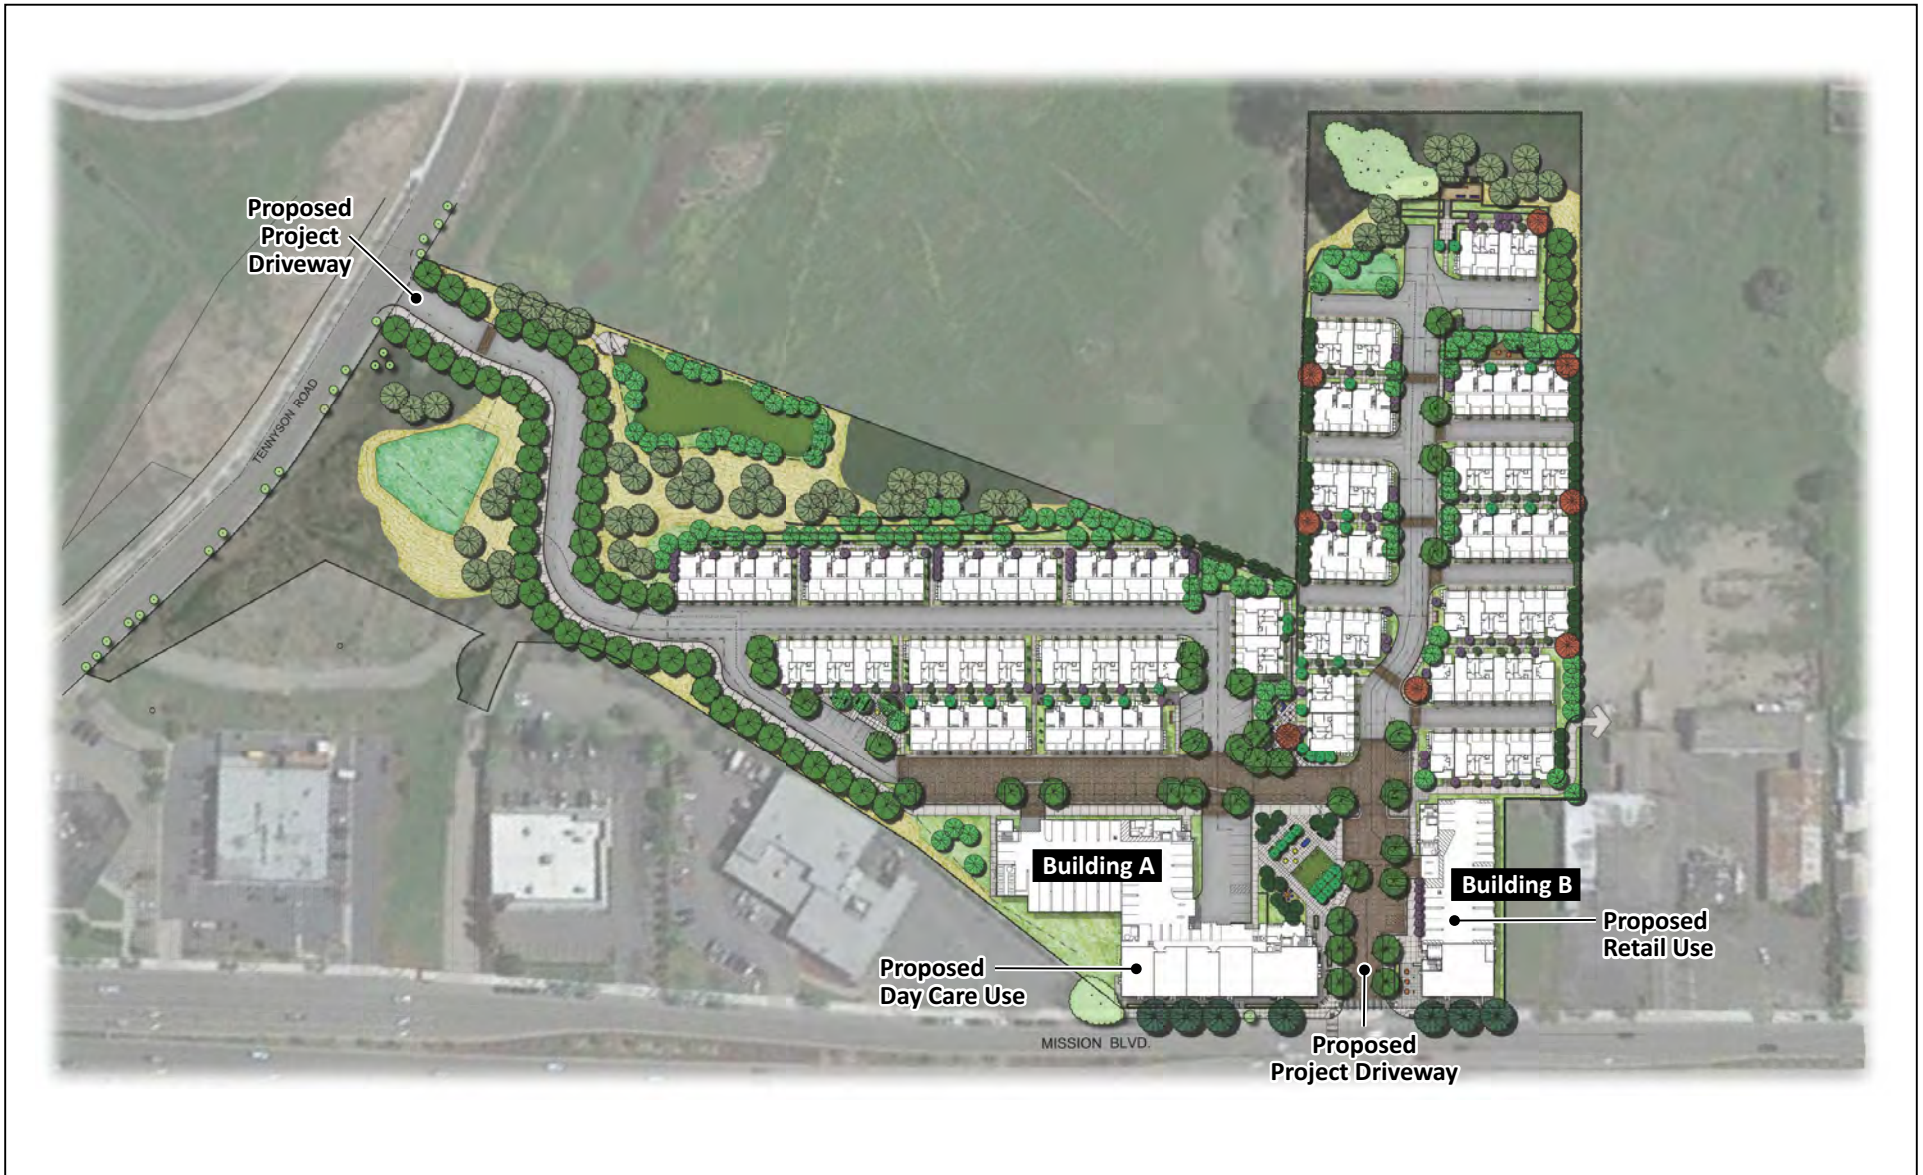 Proposed
Project
Driveway
TENNYSON ROAD
Building A
Building B
Proposed
Retail Use
Proposed
Day Care Use
MISSION BLVD.
Proposed
Project Driveway